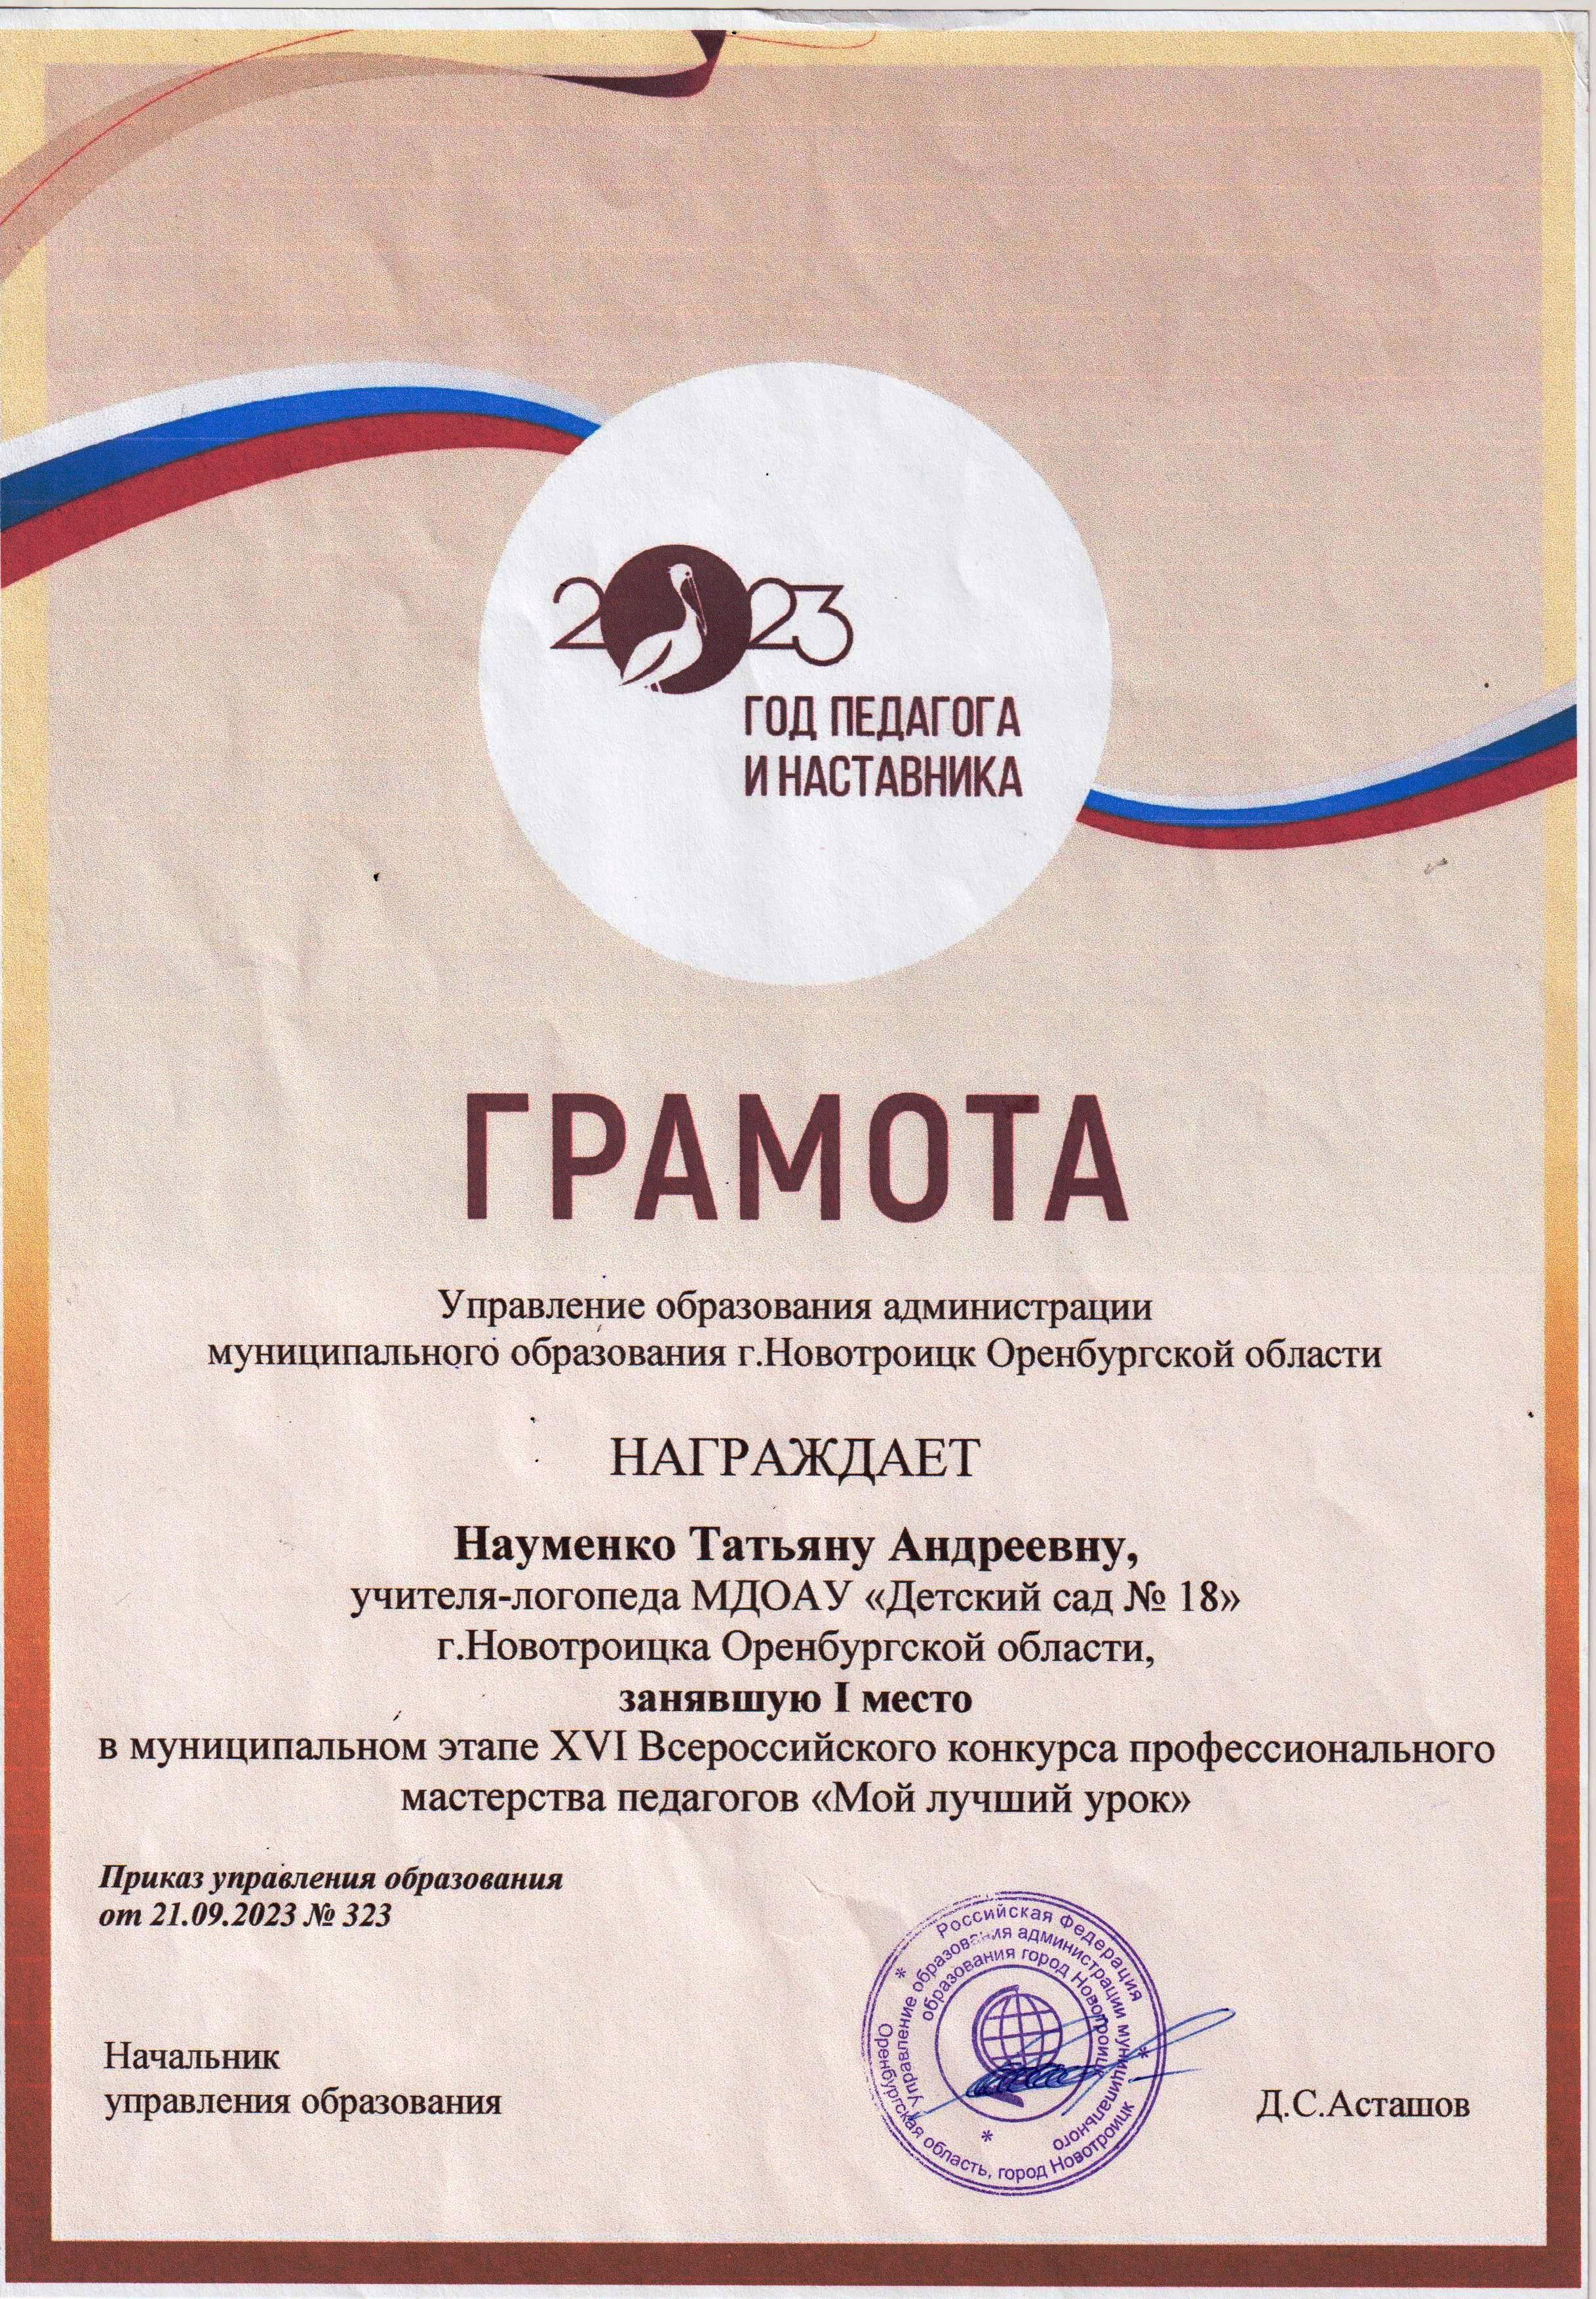 2023
ГОД ПЕДАГОГА
И НАСТАВНИКА
ГРАМОТА
Управление образования администрации
муниципального образования г.Новотроицк Оренбургской области
НАГРАЖДАЕТ
Науменко Татьяну Андреевну,
учителя-логопеда МДОАУ «Детский сад № 18»
г.Новотроицка Оренбургской области,
занявшую I место
в муниципальном этапе XVI Всероссийского конкурса профессионального
мастерства педагогов «Мой лучший урок»
Приказ управления образования
от 21.09.2023 № 323
Российская Федерация
Оренбургская область, город Новотроицк
Управление образования администрации муниципального
образования город Новотроицк
Начальник
управления образования
Д.С.Асташов